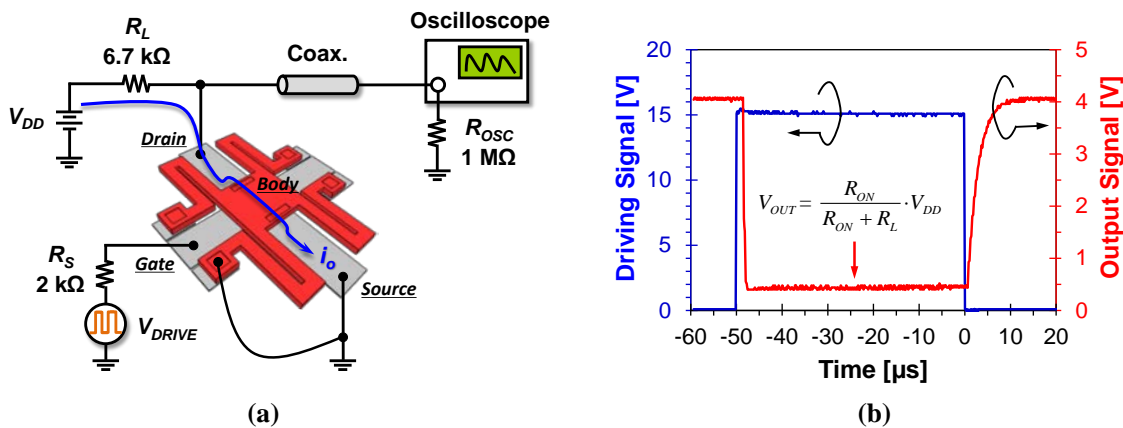 R_L
6.7 kΩ
Coax.
Oscilloscope
V_DD
R_OSC
1 MΩ
Drain
Body
i_o
Gate
Source
R_S
2 kΩ
V_DRIVE
(a)
Driving Signal [V]
20
15
10
5
0
V_OUT = R_ON / (R_ON + R_L) · V_DD
5
4
3
2
1
0
Output Signal [V]
-60 -50 -40 -30 -20 -10 0 10 20
Time [µs]
(b)